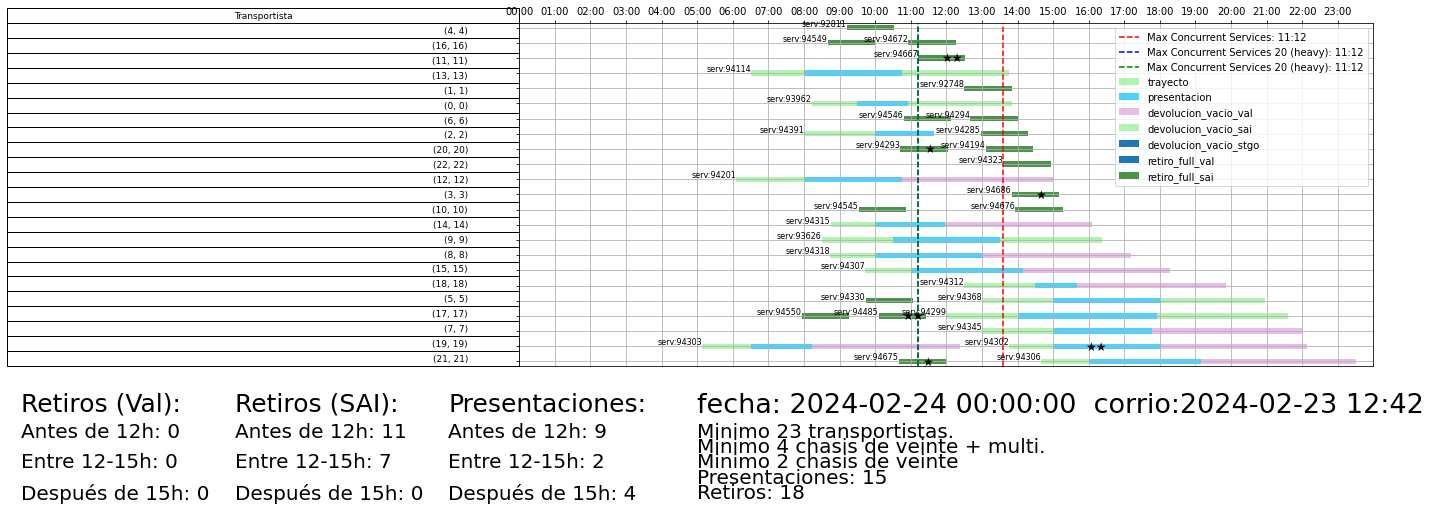 00:00 01:00 02:00 03:00 04:00 05:00 06:00 07:00 08:00 09:00 10:00 11:00 12:00 13:00 14:00 15:00 16:00 17:00 18:00 19:00 20:00 21:00 22:00 23:00
Transportista
(4, 4) serv:92811
(16, 16) serv:94549 serv:94672
(11, 11) serv:94667
(13, 13) serv:94114
(1, 1) serv:92748
(0, 0) serv:93962
(6, 6) serv:94546 serv:94294
(2, 2) serv:94391 serv:94285
(20, 20) serv:94293 serv:94194
(22, 22) serv:94323
(12, 12) serv:94201
(3, 3) serv:94686
(10, 10) serv:94545 serv:94676
(14, 14) serv:94315
(9, 9) serv:93626
(8, 8) serv:94318
(15, 15) serv:94307
(18, 18) serv:94312
(5, 5) serv:94330 serv:94368
(17, 17) serv:94550 serv:94485 serv:94299
(7, 7) serv:94345
(19, 19) serv:94303 serv:94302
(21, 21) serv:94675 serv:94306
Max Concurrent Services: 11:12
Max Concurrent Services 20 (heavy): 11:12
Max Concurrent Services 20 (heavy): 11:12
trayecto
presentacion
devolucion_vacio_val
devolucion_vacio_sai
devolucion_vacio_stgo
retiro_full_val
retiro_full_sai
Retiros (Val):
Antes de 12h: 0
Entre 12-15h: 0
Después de 15h: 0
Retiros (SAI):
Antes de 12h: 11
Entre 12-15h: 7
Después de 15h: 0
Presentaciones:
Antes de 12h: 9
Entre 12-15h: 2
Después de 15h: 4
fecha: 2024-02-24 00:00:00 corrio:2024-02-23 12:42
Minimo 23 transportistas.
Minimo 4 chasis de veinte + multi.
Minimo 2 chasis de veinte
Presentaciones: 15
Retiros: 18